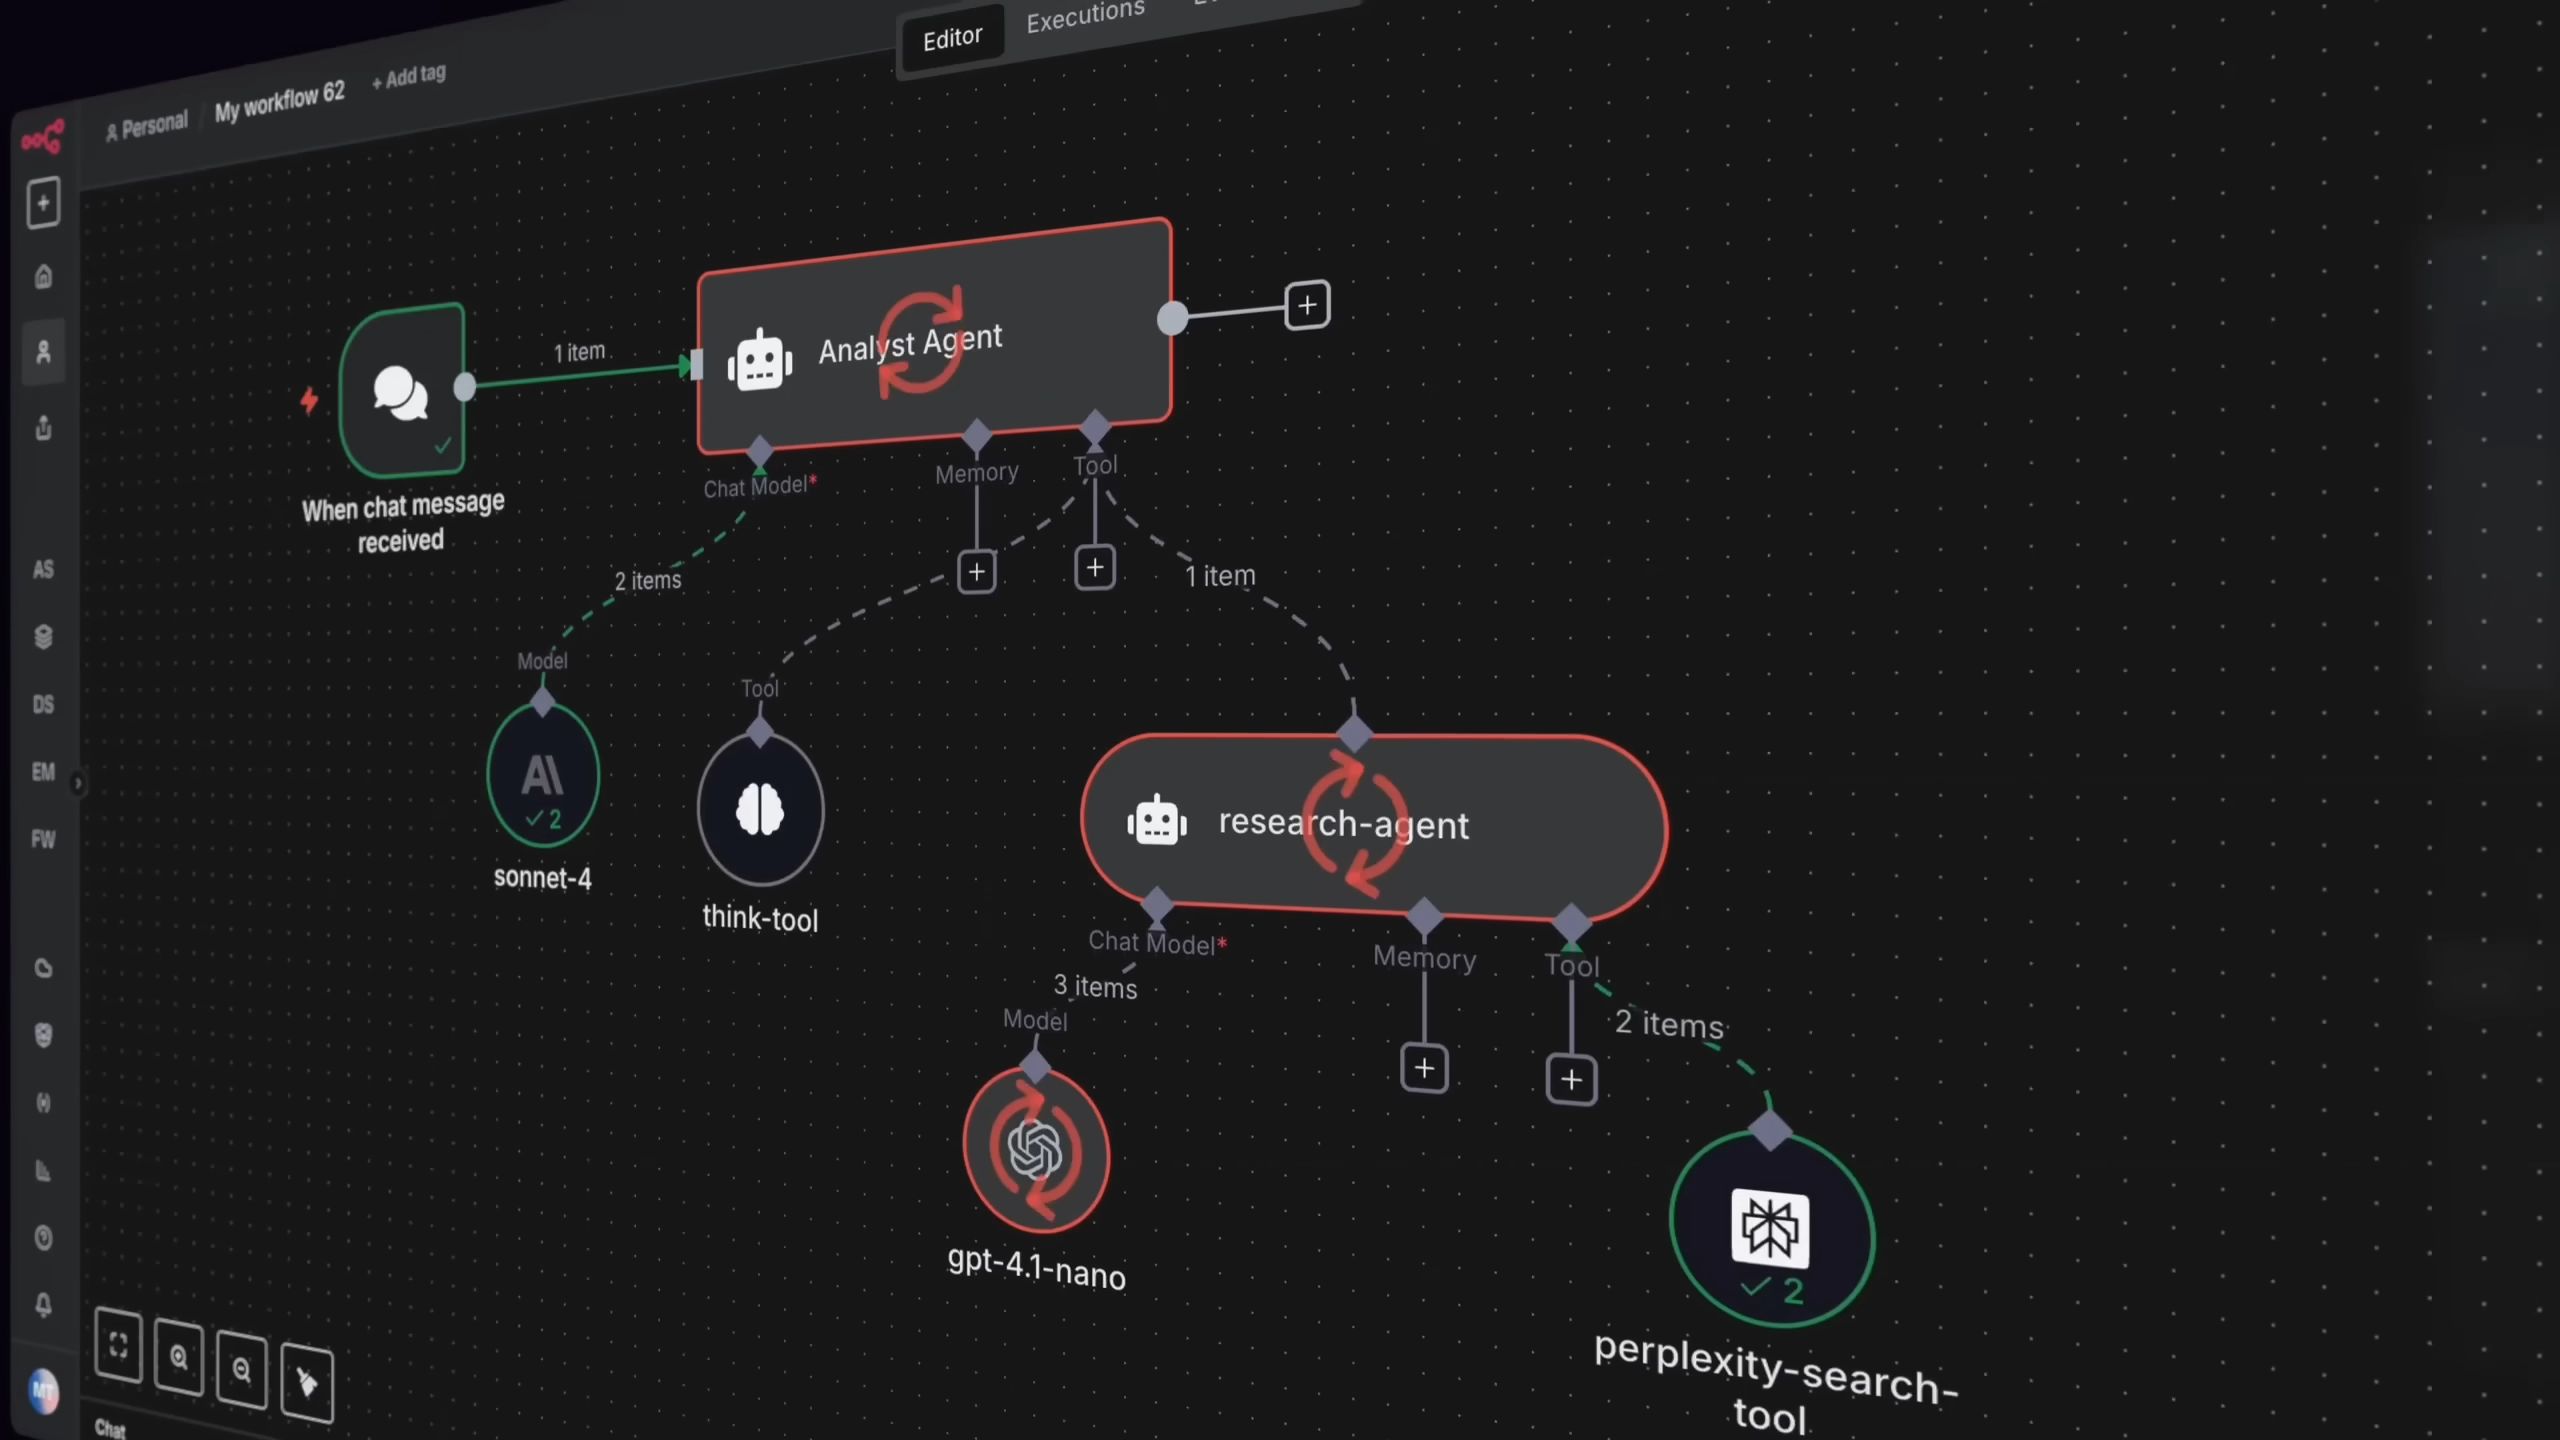 Editor
Executions
Personal / My workflow 62 + Add tag
1 item
Analyst Agent
When chat message
received
Chat Model*
Memory
Tool
2 items
1 item
Model
Tool
AS
DS
EM
FW
2
sonnet-4
think-tool
research-agent
Chat Model*
Memory
Tool
3 items
Model
2 items
gpt-4.1-nano
2
perplexity-search-
tool
MT
Chat